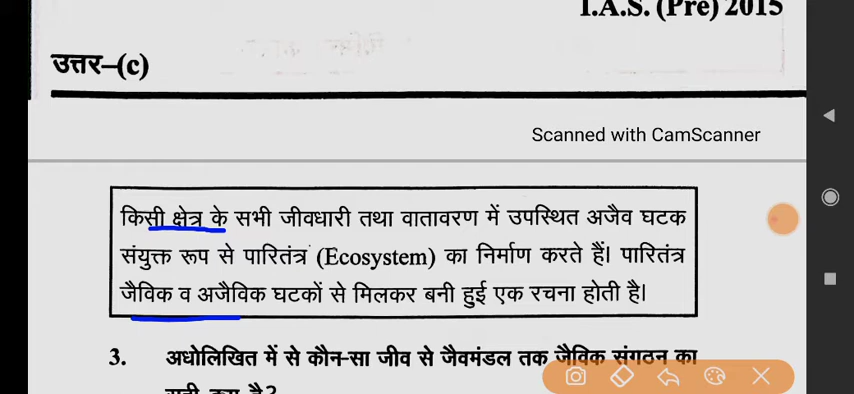 I.A.S. (Pre) 2015
उत्तर–(c)
Scanned with CamScanner
किसी क्षेत्र के सभी जीवधारी तथा वातावरण में उपस्थित अजैव घटक
संयुक्त रूप से पारितंत्र (Ecosystem) का निर्माण करते हैं। पारितंत्र
जैविक व अजैविक घटकों से मिलकर बनी हुई एक रचना होती है।
3. अधोलिखित में से कौन-सा जीव से जैवमंडल तक जैविक संगठन का